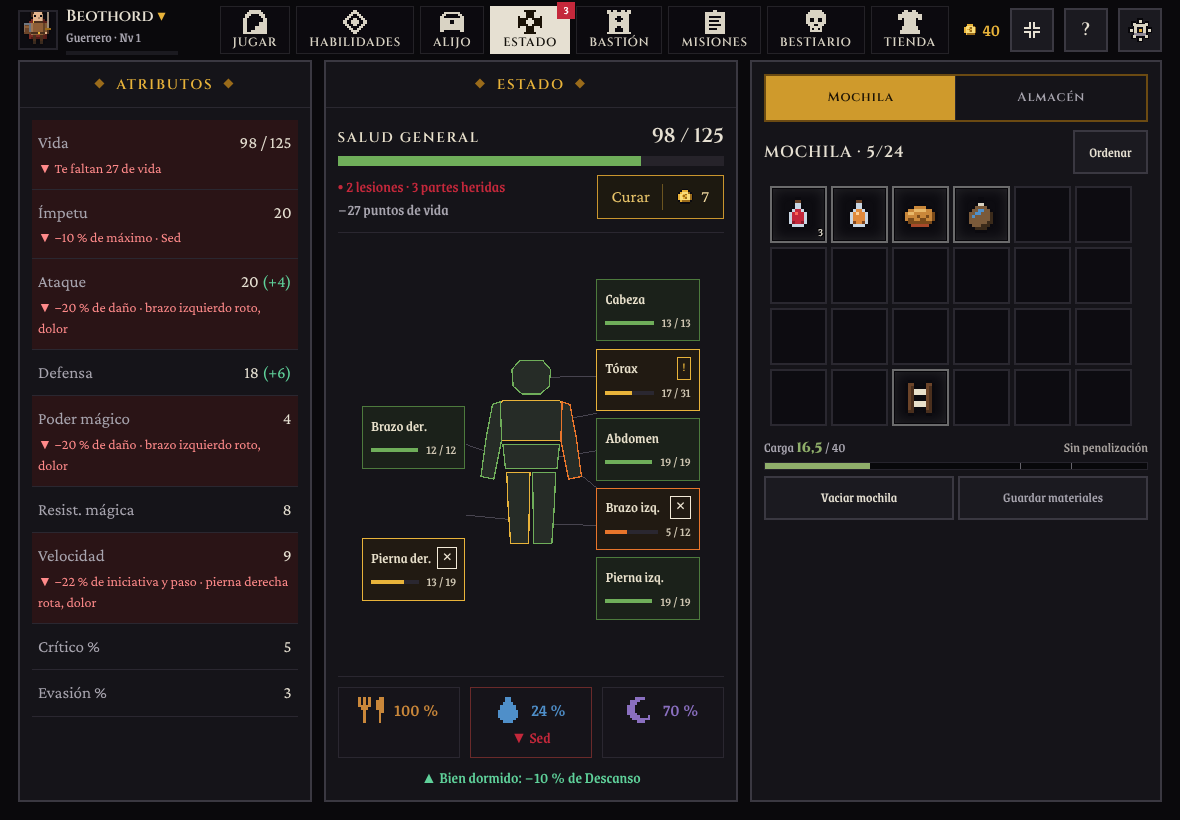 BEOTHORD ▼
Guerrero · Nv 1
JUGAR
HABILIDADES
ALIJO
3
ESTADO
BASTIÓN
MISIONES
BESTIARIO
TIENDA
40
?
ATRIBUTOS
Vida 98 / 125
▼ Te faltan 27 de vida
Ímpetu 20
▼ −10 % de máximo · Sed
Ataque 20 (+4)
▼ −20 % de daño · brazo izquierdo roto,
dolor
Defensa 18 (+6)
Poder mágico 4
▼ −20 % de daño · brazo izquierdo roto,
dolor
Resist. mágica 8
Velocidad 9
▼ −22 % de iniciativa y paso · pierna derecha
rota, dolor
Crítico % 5
Evasión % 3
ESTADO
SALUD GENERAL 98 / 125
• 2 lesiones · 3 partes heridas
−27 puntos de vida
Curar 7
Cabeza
13 / 13
Tórax !
17 / 31
Brazo der.
12 / 12
Abdomen
19 / 19
Brazo izq. ✕
5 / 12
Pierna der. ✕
13 / 19
Pierna izq.
19 / 19
100 %
24 %
▼ Sed
70 %
▲ Bien dormido: −10 % de Descanso
MOCHILA
ALMACÉN
MOCHILA · 5/24
Ordenar
3
Carga 16,5 / 40
Sin penalización
Vaciar mochila
Guardar materiales